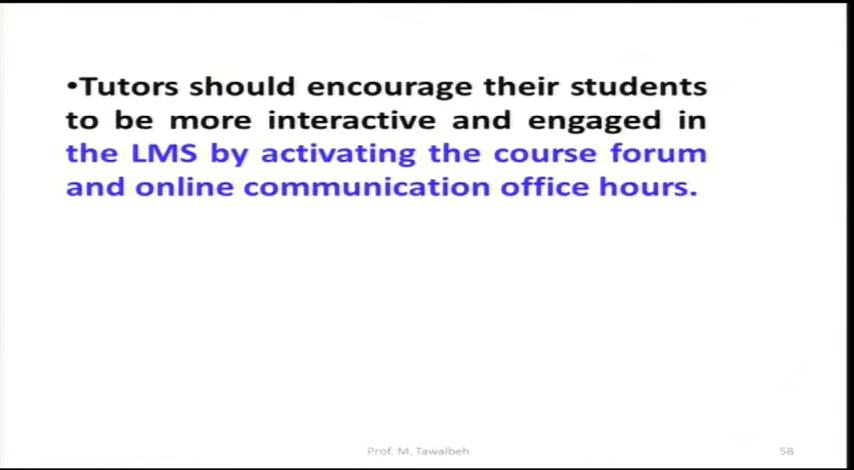 •Tutors should encourage their students
to be more interactive and engaged in
the LMS by activating the course forum
and online communication office hours.
Prof. M. Tawalbeh
58